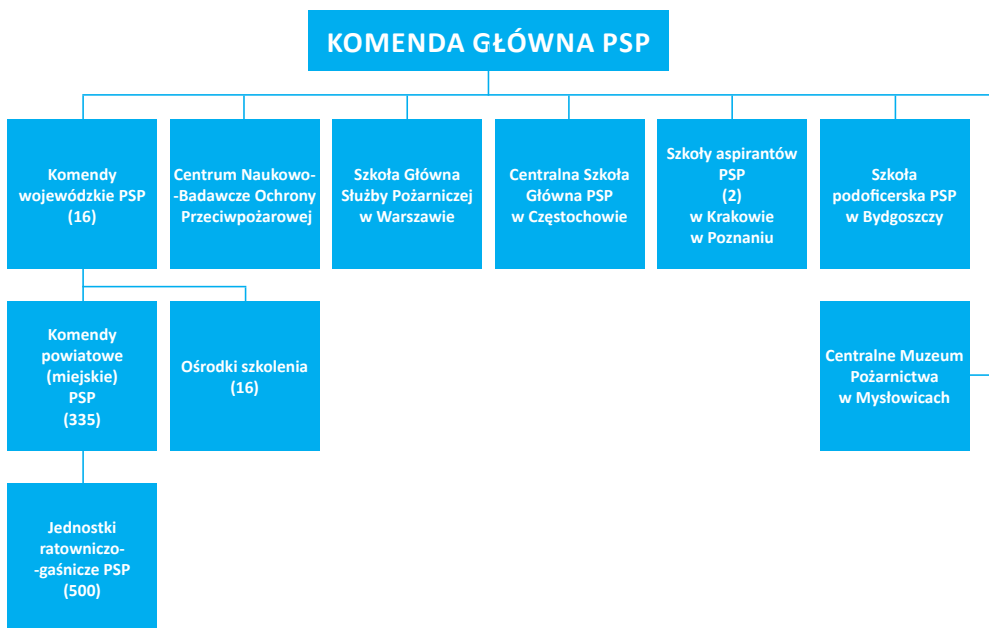 KOMENDA GŁÓWNA PSP
Komendy
wojewódzkie PSP
(16)
Centrum Naukowo-
-Badawcze Ochrony
Przeciwpożarowej
Szkoła Główna
Służby Pożarniczej
w Warszawie
Centralna Szkoła
Główna PSP
w Częstochowie
Szkoły aspirantów
PSP
(2)
w Krakowie
w Poznaniu
Szkoła
podoficerska PSP
w Bydgoszczy
Komendy
powiatowe
(miejskie)
PSP
(335)
Ośrodki szkolenia
(16)
Centralne Muzeum
Pożarnictwa
w Mysłowicach
Jednostki
ratowniczo-
-gaśnicze PSP
(500)